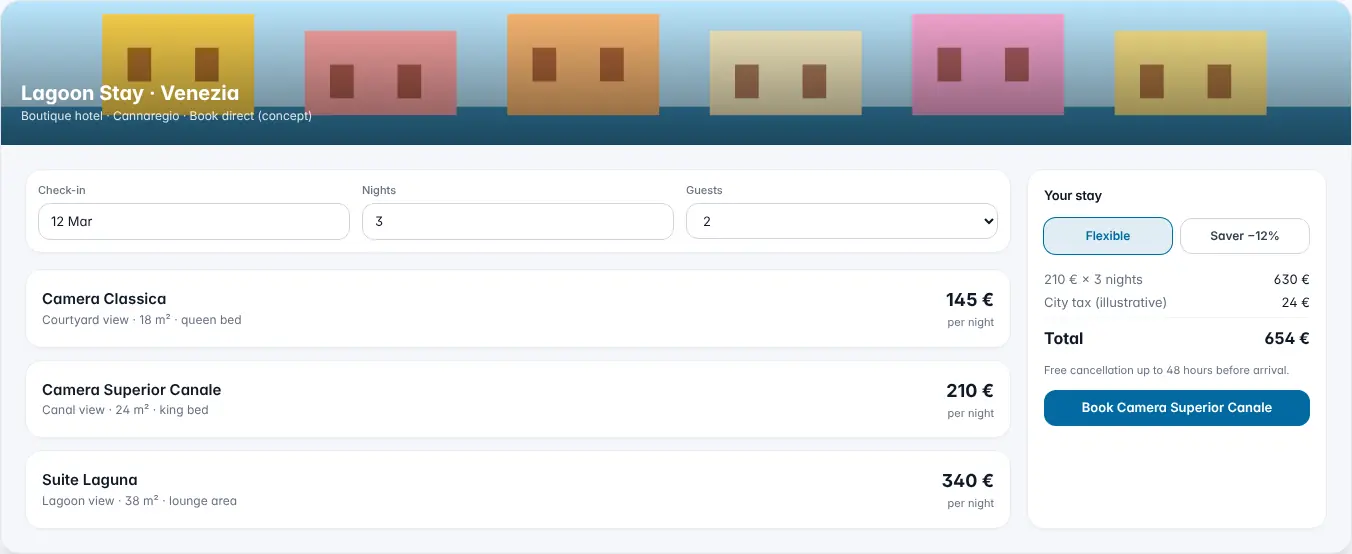 Lagoon Stay · Venezia
Boutique hotel · Cannaregio · Book direct (concept)
Check-in
12 Mar
Nights
3
Guests
2
Camera Classica
Courtyard view · 18 m² · queen bed
145 €
per night
Camera Superior Canale
Canal view · 24 m² · king bed
210 €
per night
Suite Laguna
Lagoon view · 38 m² · lounge area
340 €
per night
Your stay
Flexible
Saver −12%
210 € × 3 nights 630 €
City tax (illustrative) 24 €
Total 654 €
Free cancellation up to 48 hours before arrival.
Book Camera Superior Canale